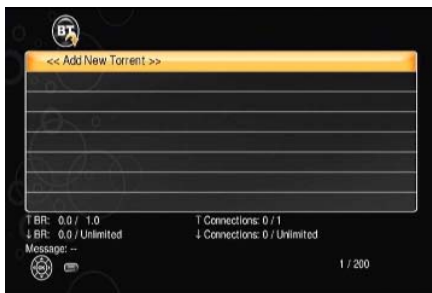 BT
<< Add New Torrent >>
↑ BR: 0.0 / 1.0 ↑ Connections: 0 / 1
↓ BR: 0.0 / Unlimited ↓ Connections: 0 / Unlimited
Message: --
OK
1 / 200